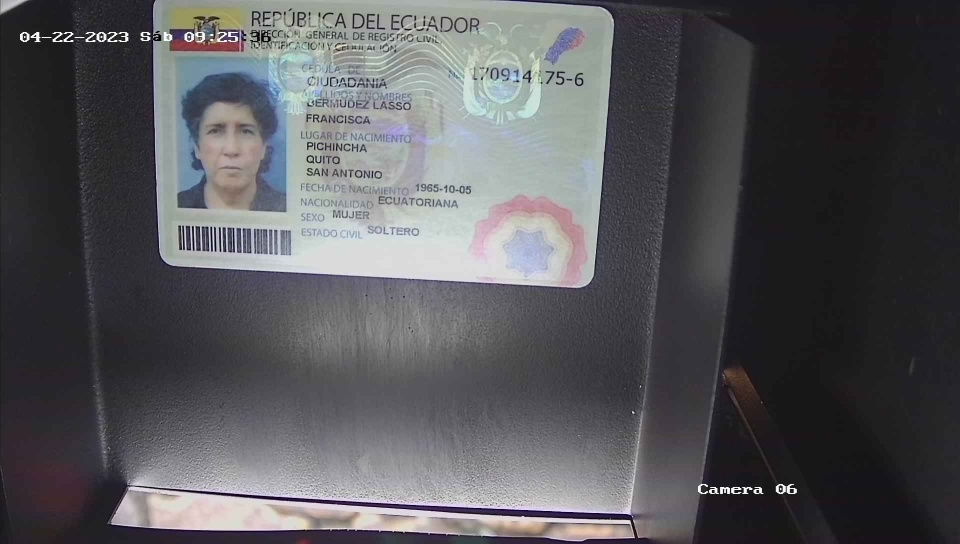 REPÚBLICA DEL ECUADOR
DIRECCIÓN GENERAL DE REGISTRO CIVIL
IDENTIFICACIÓN Y CEDULACIÓN
04-22-2023 Sáb 09:25:36
CÉDULA DE
CIUDADANÍA
No. 170914175-6
APELLIDOS Y NOMBRES
BERMUDEZ LASSO
FRANCISCA
LUGAR DE NACIMIENTO
PICHINCHA
QUITO
SAN ANTONIO
FECHA DE NACIMIENTO 1965-10-05
NACIONALIDAD ECUATORIANA
SEXO MUJER
ESTADO CIVIL SOLTERO
Camera 06